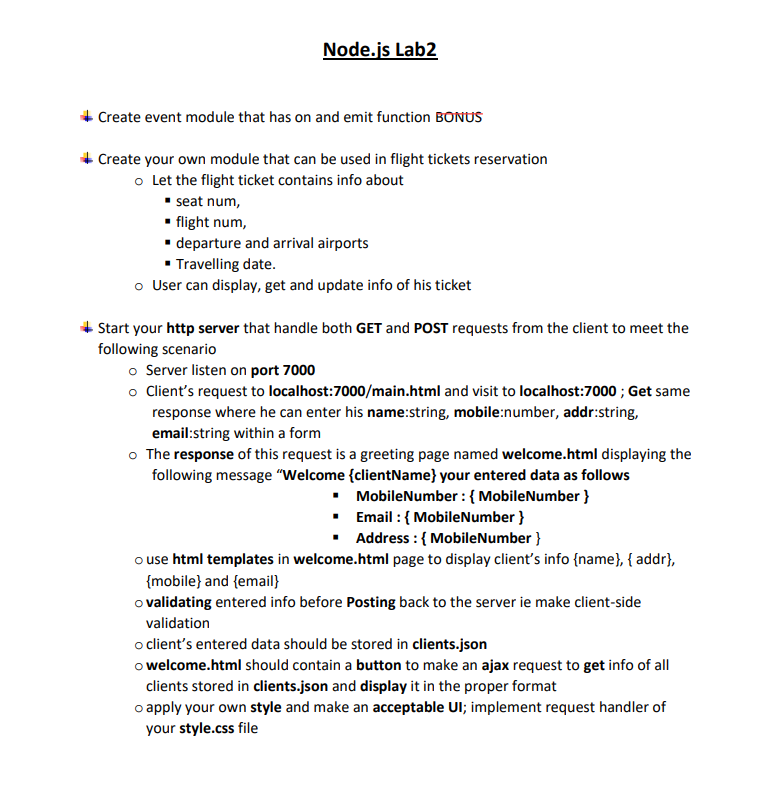 Node.js Lab2
Create event module that has on and emit function BONUS
Create your own module that can be used in flight tickets reservation
o Let the flight ticket contains info about
▪ seat num,
▪ flight num,
▪ departure and arrival airports
▪ Travelling date.
o User can display, get and update info of his ticket
Start your http server that handle both GET and POST requests from the client to meet the
following scenario
o Server listen on port 7000
o Client’s request to localhost:7000/main.html and visit to localhost:7000 ; Get same
response where he can enter his name:string, mobile:number, addr:string,
email:string within a form
o The response of this request is a greeting page named welcome.html displaying the
following message “Welcome {clientName} your entered data as follows
▪ MobileNumber : { MobileNumber }
▪ Email : { MobileNumber }
▪ Address : { MobileNumber }
o use html templates in welcome.html page to display client’s info {name}, { addr},
{mobile} and {email}
o validating entered info before Posting back to the server ie make client-side
validation
o client’s entered data should be stored in clients.json
o welcome.html should contain a button to make an ajax request to get info of all
clients stored in clients.json and display it in the proper format
o apply your own style and make an acceptable UI; implement request handler of
your style.css file